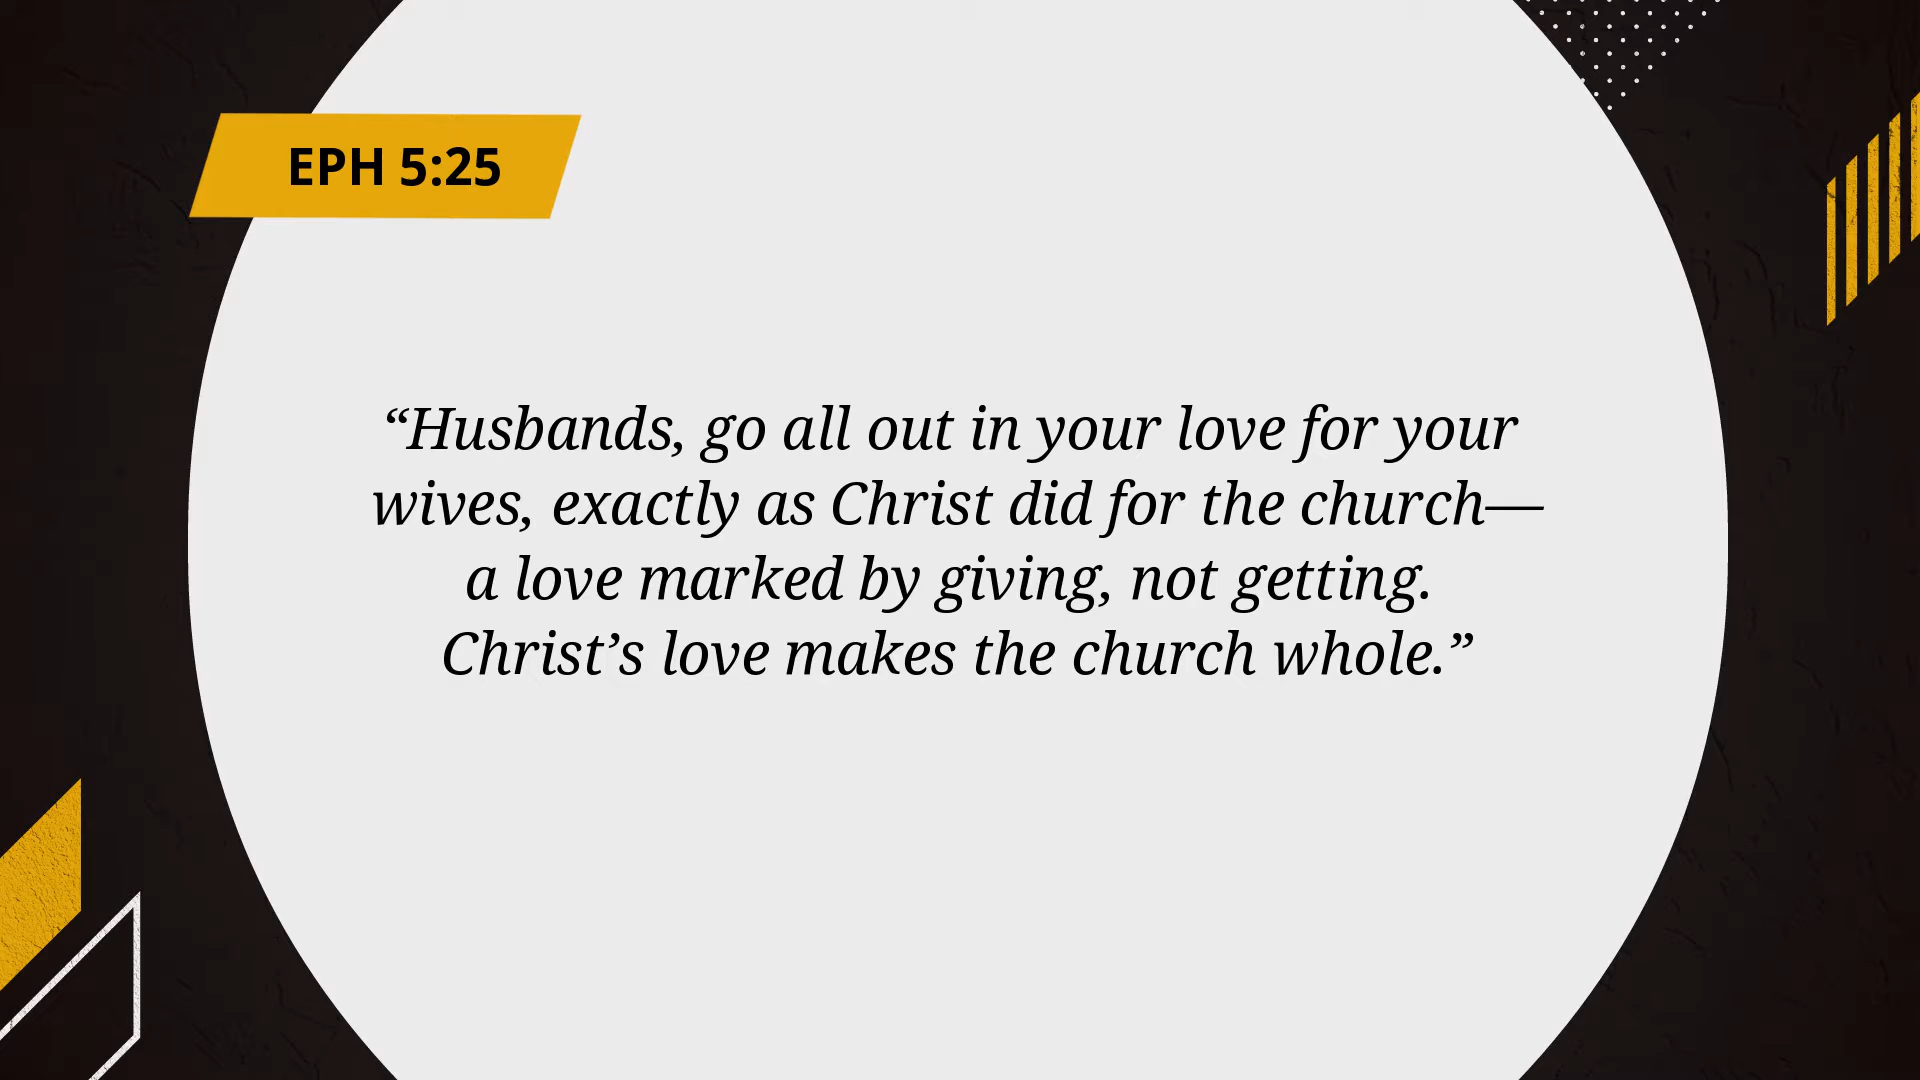 EPH 5:25
“Husbands, go all out in your love for your
wives, exactly as Christ did for the church—
a love marked by giving, not getting.
Christ’s love makes the church whole.”